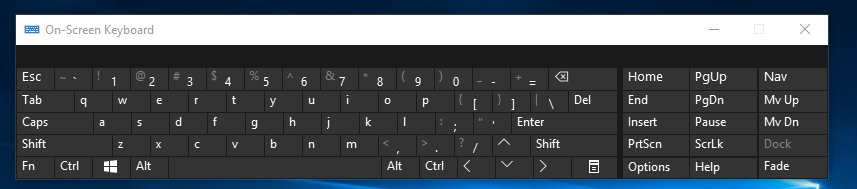 On-Screen Keyboard
Esc ~ ` ! 1 @ 2 # 3 $ 4 % 5 ^ 6 & 7 * 8 ( 9 ) 0 _ - + = Home PgUp Nav
Tab q w e r t y u i o p { [ } ] | \ Del End PgDn Mv Up
Caps a s d f g h j k l : ; " ' Enter Insert Pause Mv Dn
Shift z x c v b n m < , > . ? / Shift PrtScn ScrLk Dock
Fn Ctrl Alt Alt Ctrl Options Help Fade